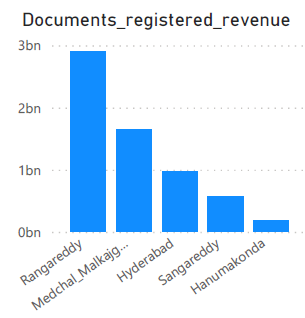 Documents_registered_revenue
3bn
2bn
1bn
0bn
Rangareddy
Medchal_Malkajg...
Hyderabad
Sangareddy
Hanumakonda